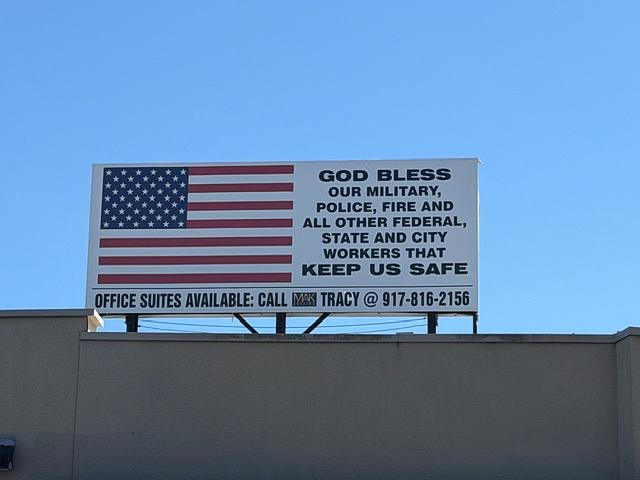 GOD BLESS
OUR MILITARY,
POLICE, FIRE AND
ALL OTHER FEDERAL,
STATE AND CITY
WORKERS THAT
KEEP US SAFE
OFFICE SUITES AVAILABLE: CALL MAK TRACY @ 917-816-2156